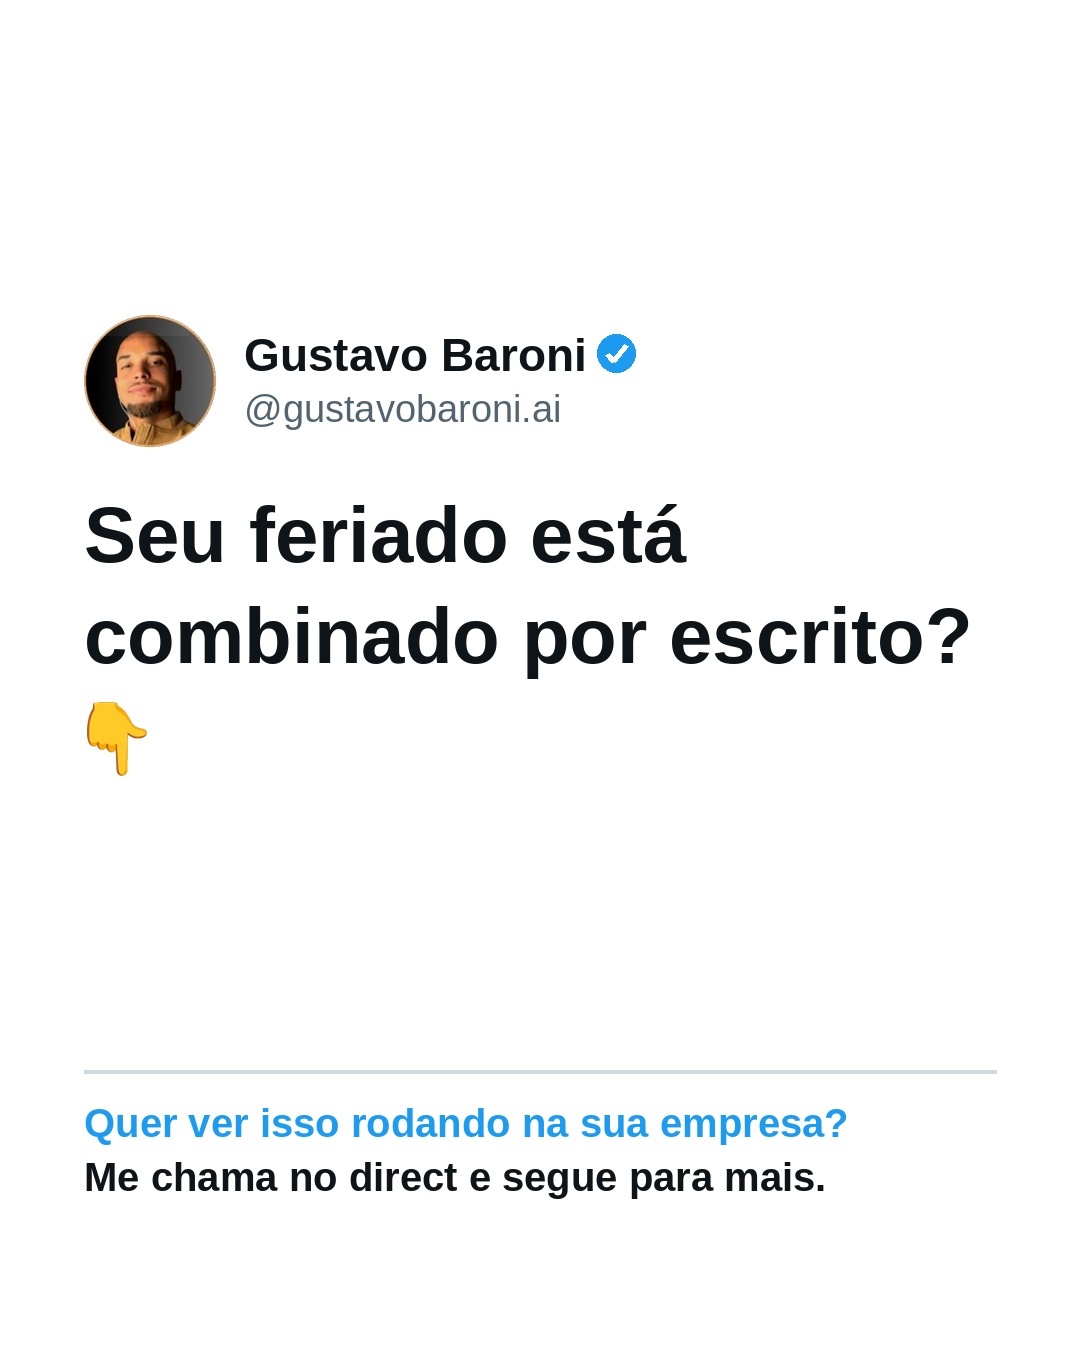 Gustavo Baroni
@gustavobaroni.ai
Seu feriado está
combinado por escrito?
👇
Quer ver isso rodando na sua empresa?
Me chama no direct e segue para mais.